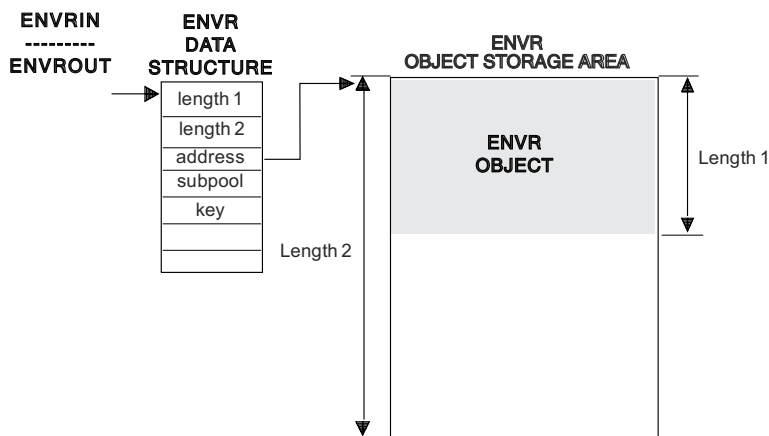 ENVRIN
---------
ENVROUT
ENVR
DATA
STRUCTURE
length 1
length 2
address
subpool
key
ENVR
OBJECT STORAGE AREA
ENVR
OBJECT
Length 1
Length 2